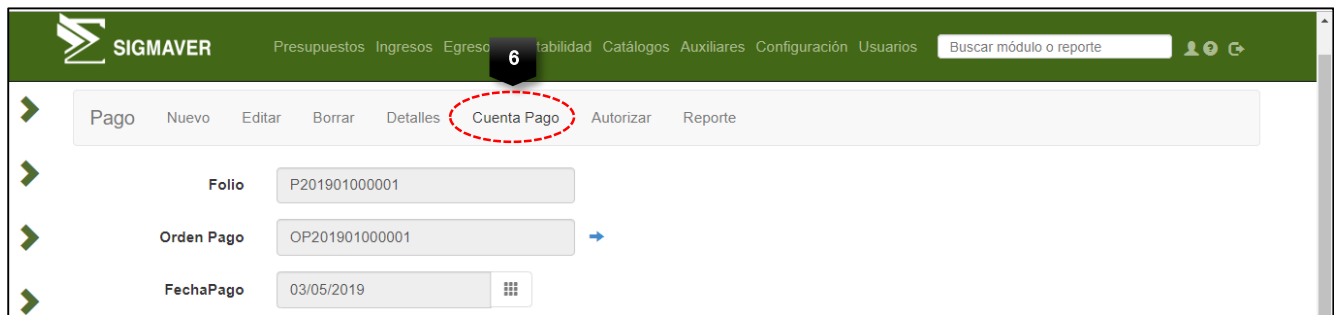 SIGMAVER Presupuestos Ingresos Egreso tabilidad Catálogos Auxiliares Configuración Usuarios Buscar módulo o reporte
6
Pago Nuevo Editar Borrar Detalles Cuenta Pago Autorizar Reporte
Folio P201901000001
Orden Pago OP201901000001
FechaPago 03/05/2019